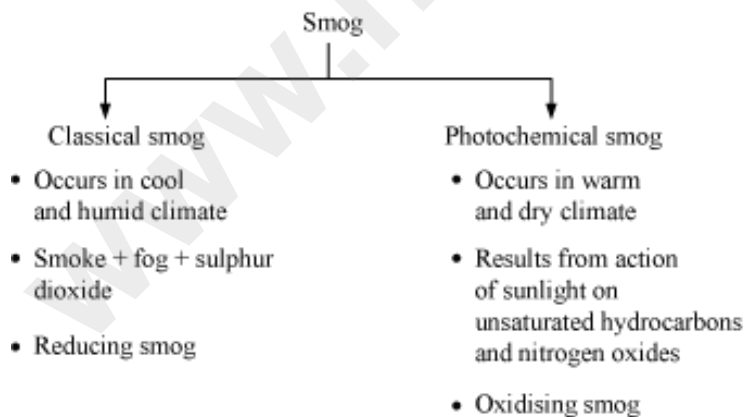 Smog
Classical smog
• Occurs in cool
and humid climate
• Smoke + fog + sulphur
dioxide
• Reducing smog
Photochemical smog
• Occurs in warm
and dry climate
• Results from action
of sunlight on
unsaturated hydrocarbons
and nitrogen oxides
• Oxidising smog
www.